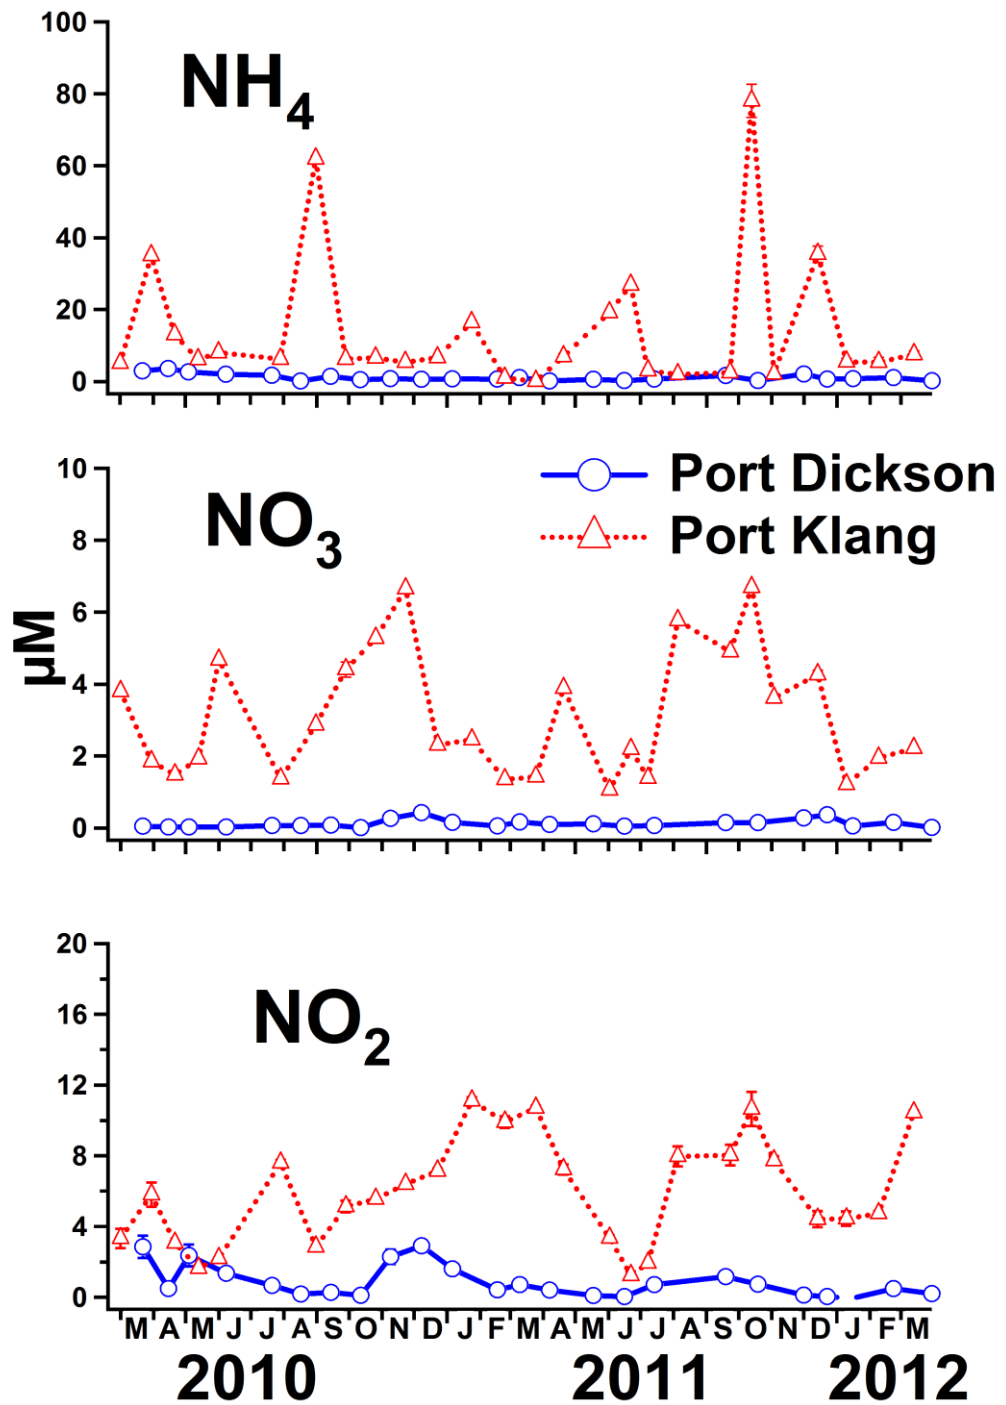 100
NH4
80
60
40
20
0
10
Port Dickson
NO3
Port Klang
8
6
µM
4
2
0
20
NO2
16
12
8
4
0
M A M J J A S O N D J F M A M J J A S O N D J F M
2010 2011 2012